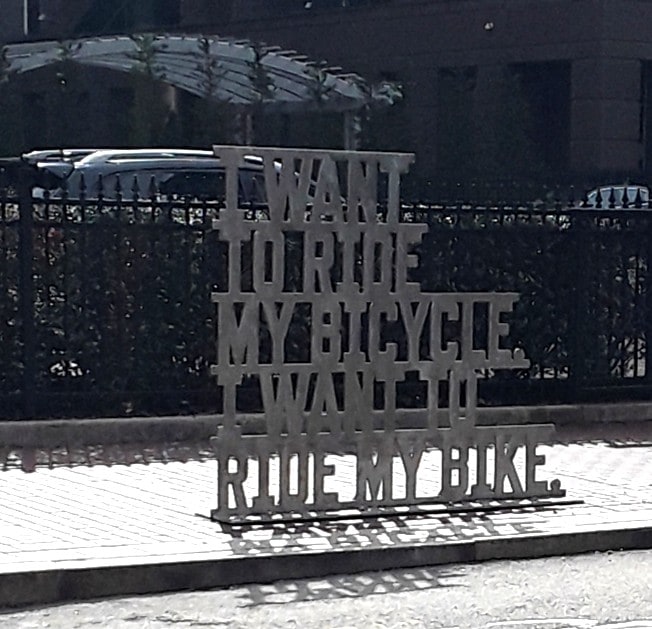 I WANT
TO RIDE
MY BICYCLE.
I WANT TO
RIDE MY BIKE.